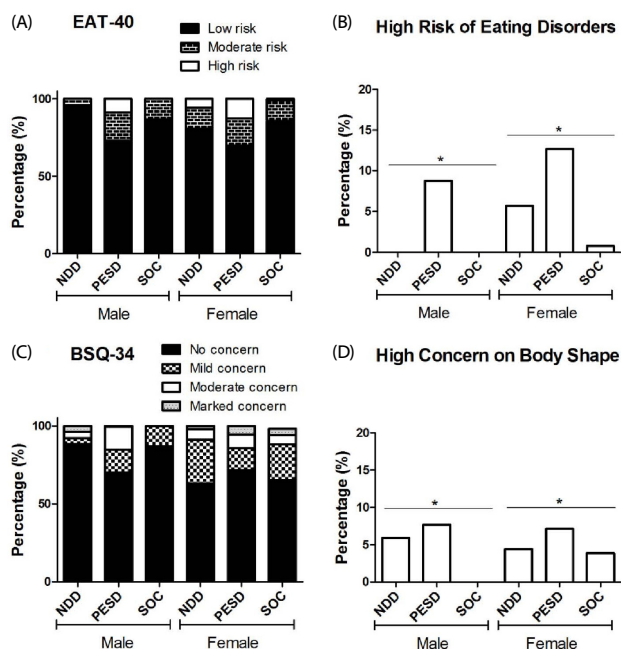 (A) EAT-40
Low risk
Moderate risk
High risk
Percentage (%)
100
50
0
NDD PESD SOC NDD PESD SOC
Male Female
(B) High Risk of Eating Disorders
Percentage (%)
20
15
10
5
0
* *
NDD PESD SOC NDD PESD SOC
Male Female
(C) BSQ-34
No concern
Mild concern
Moderate concern
Marked concern
Percentage (%)
100
50
0
NDD PESD SOC NDD PESD SOC
Male Female
(D) High Concern on Body Shape
Percentage (%)
20
15
10
5
0
* *
NDD PESD SOC NDD PESD SOC
Male Female